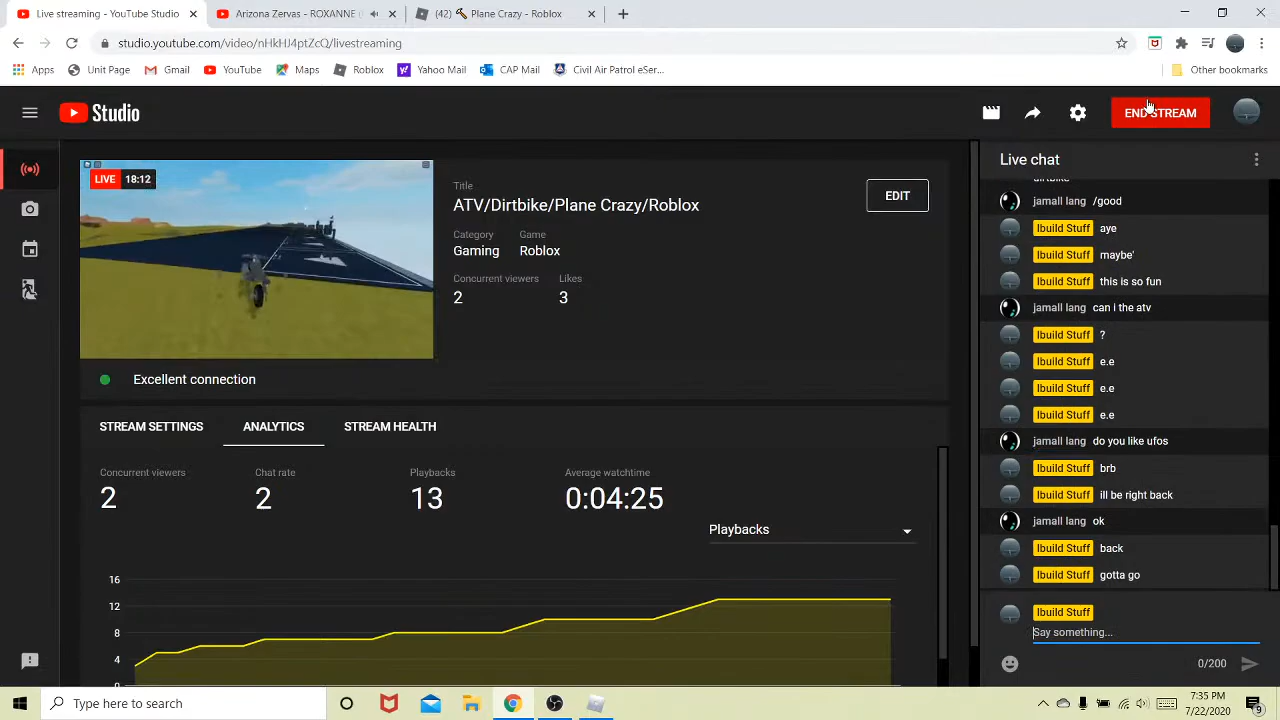 Live streaming - YouTube Studio
Arizona Zervas - ROXANNE (
(42) 🔨 Plane Crazy - Roblox
studio.youtube.com/video/nHkHJ4ptZcQ/livestreaming
Apps
Unit Page
Gmail
YouTube
Maps
Roblox
Yahoo Mail
CAP Mail
Civil Air Patrol eSer...
Other bookmarks
Studio
END STREAM
LIVE 18:12
Title
ATV/Dirtbike/Plane Crazy/Roblox
EDIT
Category
Gaming
Game
Roblox
Concurrent viewers
2
Likes
3
Excellent connection
STREAM SETTINGS
ANALYTICS
STREAM HEALTH
Concurrent viewers
2
Chat rate
2
Playbacks
13
Average watchtime
0:04:25
Playbacks
16
12
8
4
0
Live chat
dirtbike
jamall lang /good
Ibuild Stuff aye
Ibuild Stuff maybe'
Ibuild Stuff this is so fun
jamall lang can i the atv
Ibuild Stuff ?
Ibuild Stuff e.e
Ibuild Stuff e.e
Ibuild Stuff e.e
jamall lang do you like ufos
Ibuild Stuff brb
Ibuild Stuff ill be right back
jamall lang ok
Ibuild Stuff back
Ibuild Stuff gotta go
Ibuild Stuff
Say something...
0/200
Type here to search
7:35 PM
7/22/2020
9